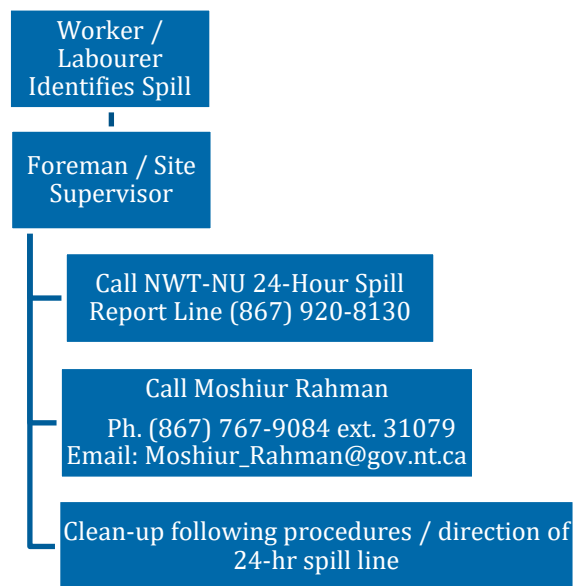 Worker /
Labourer
Identifies Spill
Foreman / Site
Supervisor
Call NWT-NU 24-Hour Spill
Report Line (867) 920-8130
Call Moshiur Rahman
Ph. (867) 767-9084 ext. 31079
Email: Moshiur_Rahman@gov.nt.ca
Clean-up following procedures / direction of
24-hr spill line